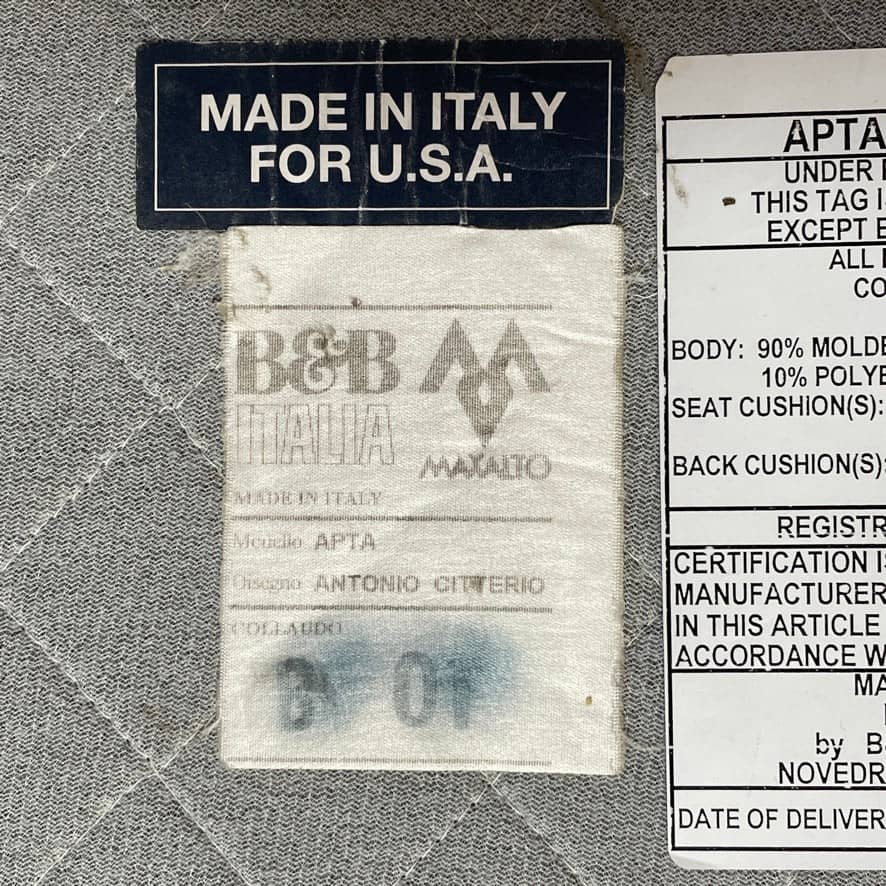 MADE IN ITALY
FOR U.S.A.
B&B
ITALIA
MAXALTO
MADE IN ITALY
Modello APTA
Disegno ANTONIO CITTERIO
COLLAUDO
01
APTA
UNDER
THIS TAG
EXCEPT
ALL
CO
BODY: 90% MOLDE
10% POLYE
SEAT CUSHION(S):
BACK CUSHION(S):
REGISTR
CERTIFICATION IS
MANUFACTURER
IN THIS ARTICLE
ACCORDANCE W
MA
by B
NOVEDR
DATE OF DELIVER